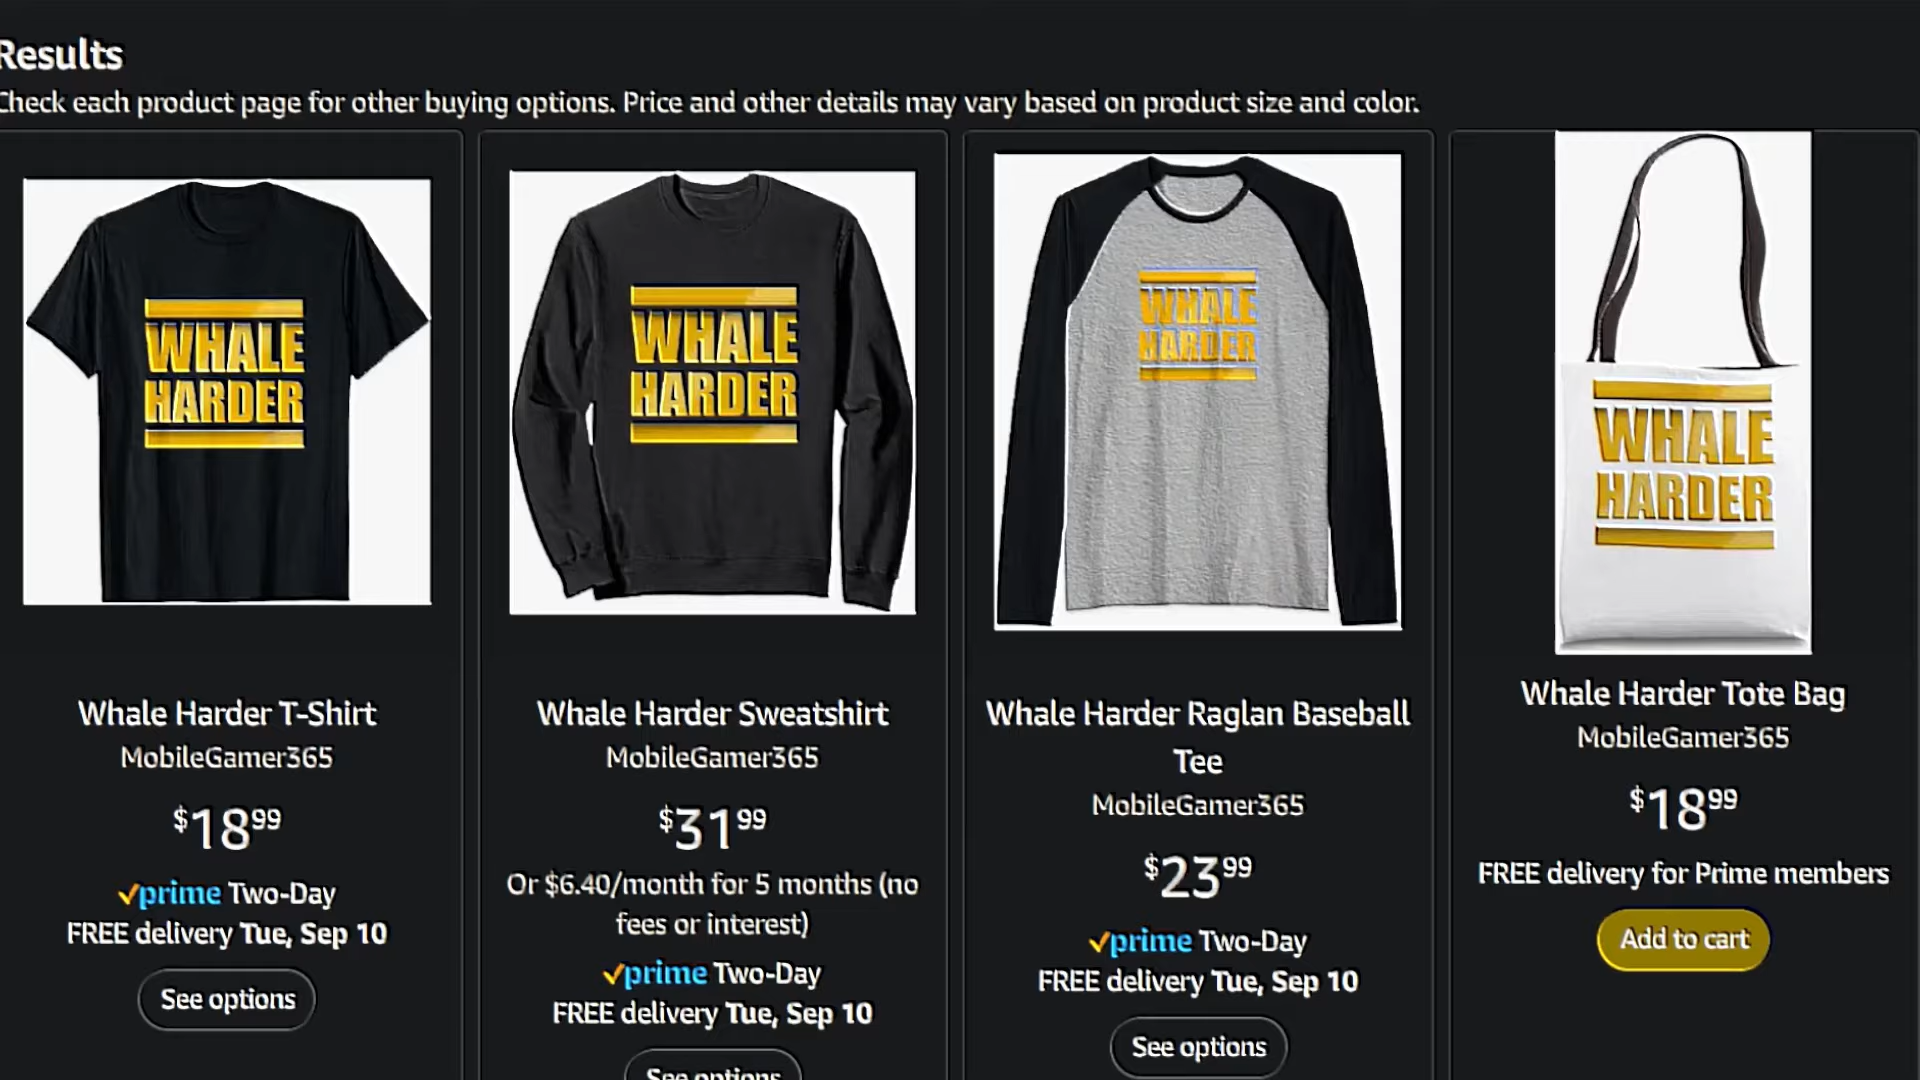 Results
Check each product page for other buying options. Price and other details may vary based on product size and color.
WHALE
HARDER
Whale Harder T-Shirt
MobileGamer365
$18.99
prime Two-Day
FREE delivery Tue, Sep 10
See options
WHALE
HARDER
Whale Harder Sweatshirt
MobileGamer365
$31.99
Or $6.40/month for 5 months (no
fees or interest)
prime Two-Day
FREE delivery Tue, Sep 10
See options
WHALE
HARDER
Whale Harder Raglan Baseball
Tee
MobileGamer365
$23.99
prime Two-Day
FREE delivery Tue, Sep 10
See options
WHALE
HARDER
Whale Harder Tote Bag
MobileGamer365
$18.99
FREE delivery for Prime members
Add to cart